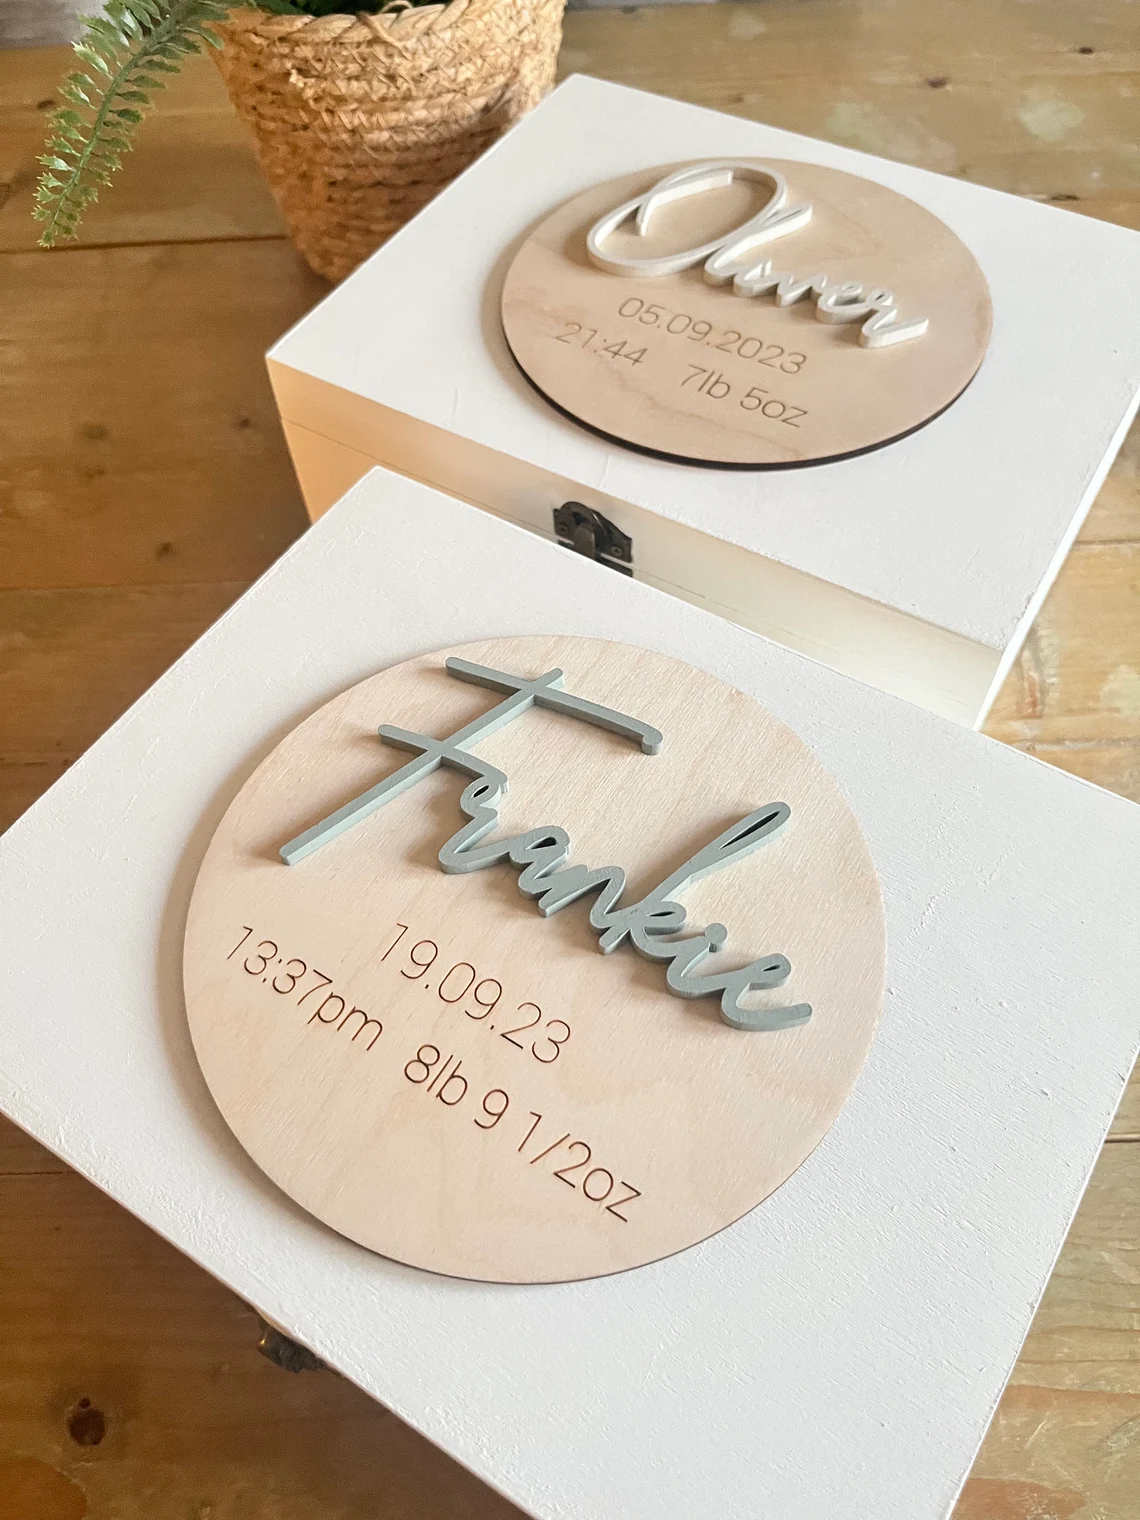 Oliver
05.09.2023
21:44 7lb 5oz
Frankie
19.09.23
13:37pm 8lb 9 1/2oz